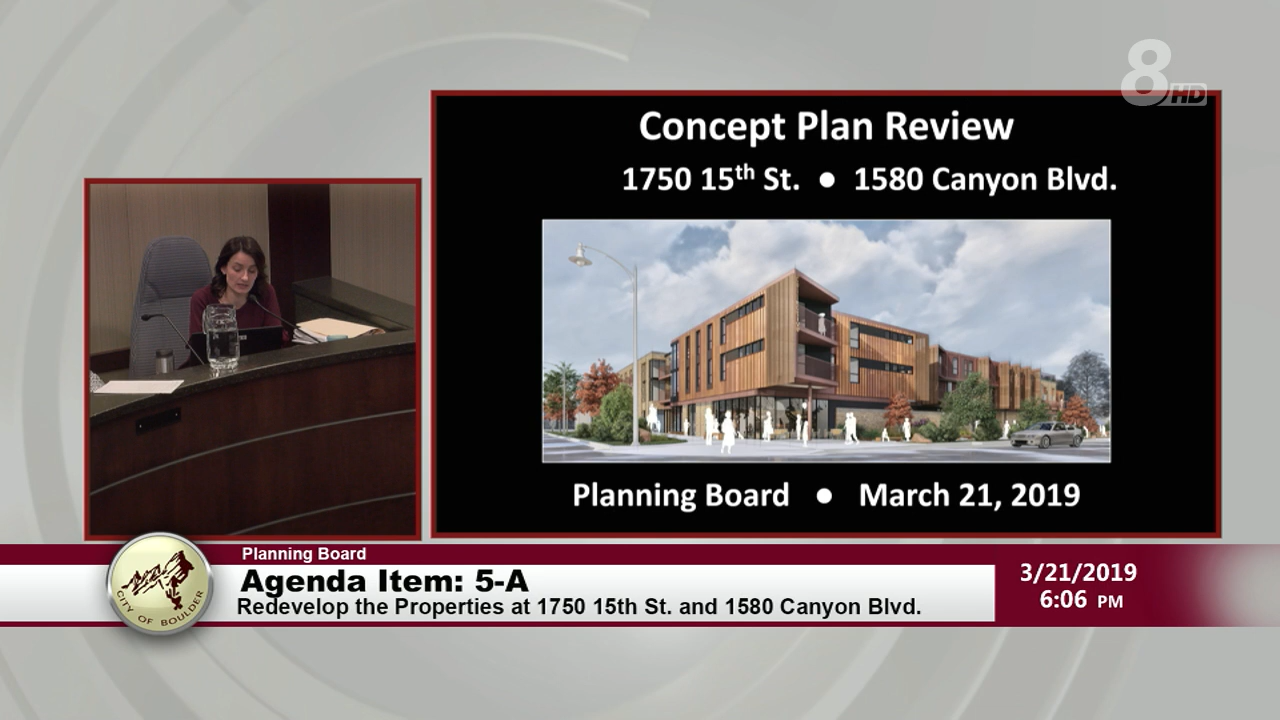 8HD
Concept Plan Review
1750 15th St. ● 1580 Canyon Blvd.
Planning Board ● March 21, 2019
Planning Board
Agenda Item: 5-A
Redevelop the Properties at 1750 15th St. and 1580 Canyon Blvd.
CITY OF BOULDER
3/21/2019
6:06 PM